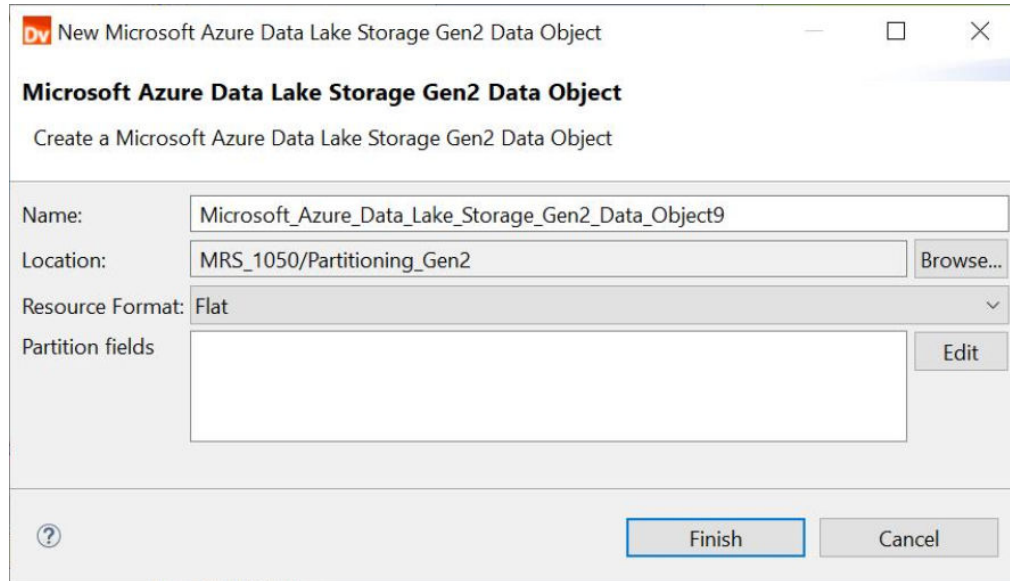 Dv New Microsoft Azure Data Lake Storage Gen2 Data Object
Microsoft Azure Data Lake Storage Gen2 Data Object
Create a Microsoft Azure Data Lake Storage Gen2 Data Object
Name: Microsoft_Azure_Data_Lake_Storage_Gen2_Data_Object9
Location: MRS_1050/Partitioning_Gen2 Browse...
Resource Format: Flat
Partition fields Edit
? Finish Cancel